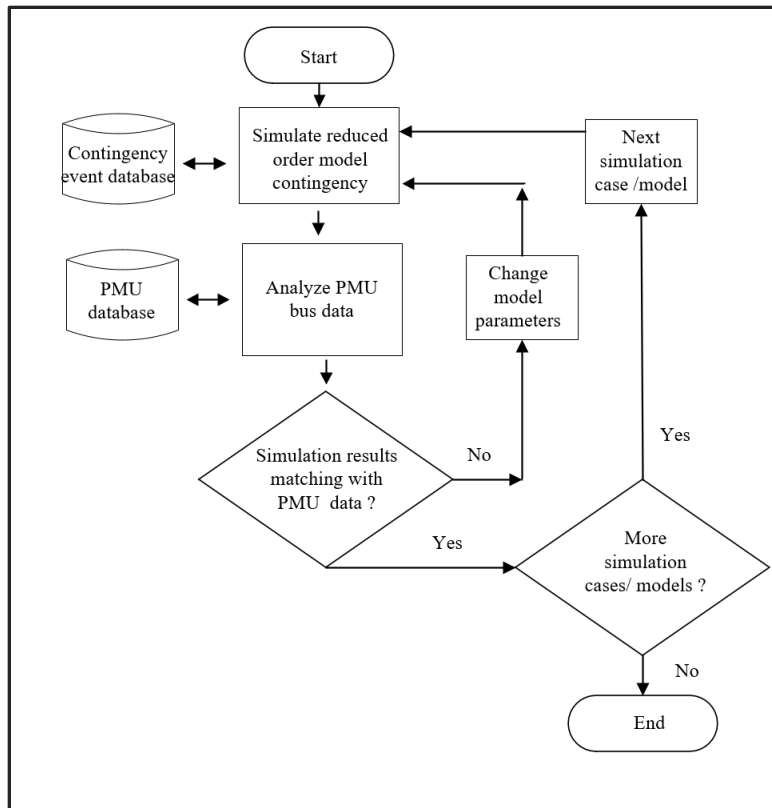 Start
Contingency
event database
Simulate reduced
order model
contingency
Next
simulation
case /model
PMU
database
Analyze PMU
bus data
Change
model
parameters
Simulation results
matching with
PMU data ?
No
Yes
Yes
More
simulation
cases/ models ?
No
End